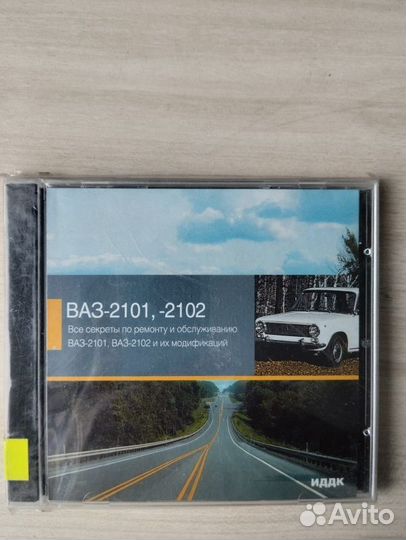 ВАЗ-2101, -2102
Все секреты по ремонту и обслуживанию
ВАЗ-2101, ВАЗ-2102 и их модификаций
иддк
Avito